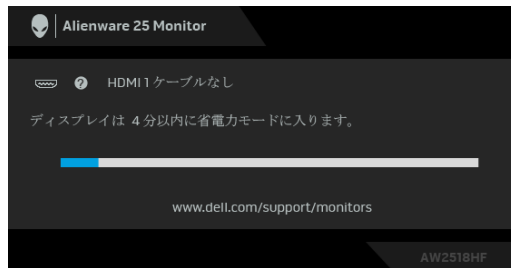 Alienware 25 Monitor
HDMI 1 ケーブルなし
ディスプレイは 4 分以内に省電力モードに入ります。
www.dell.com/support/monitors
AW2518HF